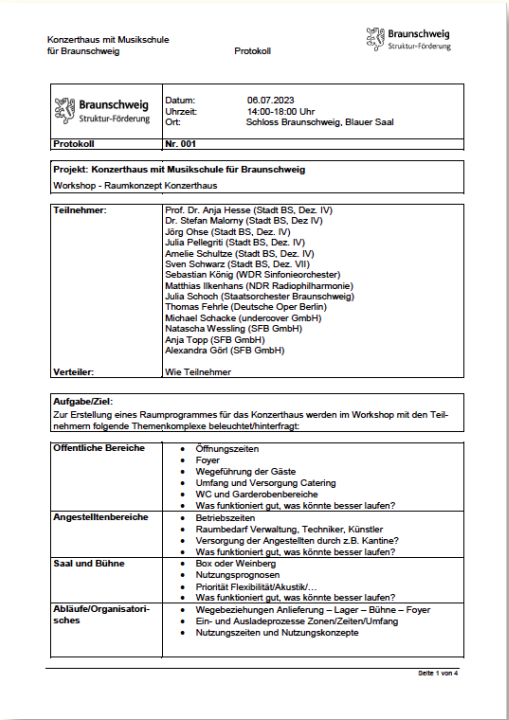 Konzerthaus mit Musikschule
für Braunschweig
Protokoll
Braunschweig
Struktur-Förderung
Braunschweig
Struktur-Förderung
Datum: 06.07.2023
Uhrzeit: 14:00-18:00 Uhr
Ort: Schloss Braunschweig, Blauer Saal
Protokoll Nr. 001
Projekt: Konzerthaus mit Musikschule für Braunschweig
Workshop - Raumkonzept Konzerthaus
Teilnehmer: Prof. Dr. Anja Hesse (Stadt BS, Dez. IV)
Dr. Stefan Malorny (Stadt BS, Dez IV)
Jörg Ohse (Stadt BS, Dez. IV)
Julia Pellegriti (Stadt BS, Dez. IV)
Amelie Schultze (Stadt BS, Dez. IV)
Sven Schwarz (Stadt BS, Dez. VII)
Sebastian König (WDR Sinfonieorchester)
Matthias Ilkenhans (NDR Radiophilharmonie)
Julia Schoch (Staatsorchester Braunschweig)
Thomas Fehrle (Deutsche Oper Berlin)
Michael Schacke (undercover GmbH)
Natascha Wessling (SFB GmbH)
Anja Topp (SFB GmbH)
Alexandra Görl (SFB GmbH)
Verteiler: Wie Teilnehmer
Aufgabe/Ziel:
Zur Erstellung eines Raumprogrammes für das Konzerthaus werden im Workshop mit den Teil-
nehmern folgende Themenkomplexe beleuchtet/hinterfragt:
Öffentliche Bereiche • Öffnungszeiten
• Foyer
• Wegeführung der Gäste
• Umfang und Versorgung Catering
• WC und Garderobenbereiche
• Was funktioniert gut, was könnte besser laufen?
Angestelltenbereiche • Betriebszeiten
• Raumbedarf Verwaltung, Techniker, Künstler
• Versorgung der Angestellten durch z.B. Kantine?
• Was funktioniert gut, was könnte besser laufen?
Saal und Bühne • Box oder Weinberg
• Nutzungsprognosen
• Priorität Flexibilität/Akustik/…
• Was funktioniert gut, was könnte besser laufen?
Abläufe/Organisatori- • Wegebeziehungen Anlieferung – Lager – Bühne – Foyer
sches • Ein- und Ausladeprozesse Zonen/Zeiten/Umfang
• Nutzungszeiten und Nutzungskonzepte
Seite 1 von 4